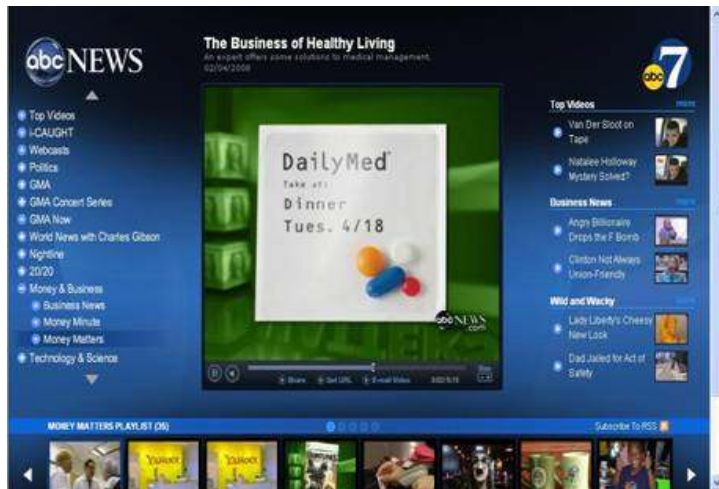 abc NEWS
The Business of Healthy Living
An expert offers some solutions to medical management.
02/04/2008
abc 7
Top Videos
i-CAUGHT
Webcasts
Politics
GMA
GMA Concert Series
GMA Now
World News with Charles Gibson
Nightline
20/20
Money & Business
Business News
Money Minute
Money Matters
Technology & Science
DailyMed
Take at:
Dinner
Tues. 4/18
abc NEWS
.com
Share
Get URL
E-mail Video
Top Videos
more
Van Der Sloot on
Tape
Natalee Holloway
Mystery Solved?
Business News
more
Angry Billionaire
Drops the F Bomb
Clinton Not Always
Union-Friendly
Wild and Wacky
Lady Liberty's Cheesy
New Look
Dad Jailed for Act of
Safety
MONEY MATTERS PLAYLIST (35)
Subscribe To RSS
YAHOO!
YAHOO!